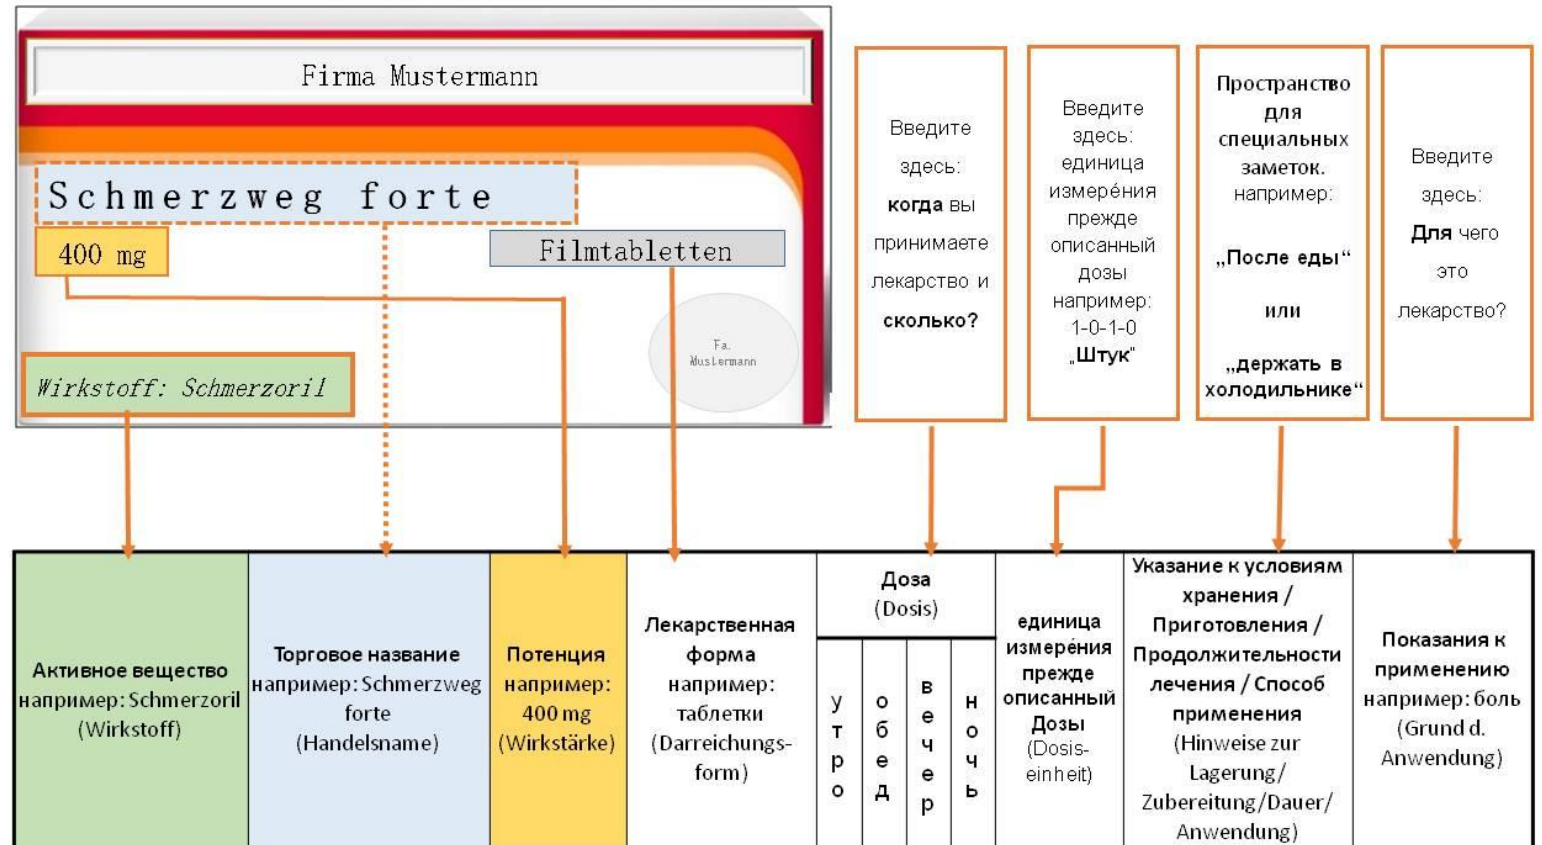 Firma Mustermann
Schmerzweg forte
400 mg
Filmtabletten
Fa.
Mustermann
Wirkstoff: Schmerzoril
Введите
здесь:
когда вы
принимаете
лекарство и
сколько?
Введите
здесь:
единица
измере́ния
прежде
описанный
дозы
например:
1-0-1-0
„Штук“
Пространство
для
специальных
заметок.
например:
„После еды“
или
„держать в
холодильнике“
Введите
здесь:
Для чего
это
лекарство?
Активное вещество
например: Schmerzoril
(Wirkstoff)
Торговое название
например: Schmerzweg
forte
(Handelsname)
Потенция
например:
400 mg
(Wirkstärke)
Лекарственная
форма
например:
таблетки
(Darreichungs-
form)
Доза
(Dosis)
утро
обед
вечер
ночь
единица
измере́ния
прежде
описанный
Дозы
(Dosis-
einheit)
Указание к условиям
хранения /
Приготовления /
Продолжительности
лечения / Способ
применения
(Hinweise zur
Lagerung/
Zubereitung/Dauer/
Anwendung)
Показания к
применению
например: боль
(Grund d.
Anwendung)